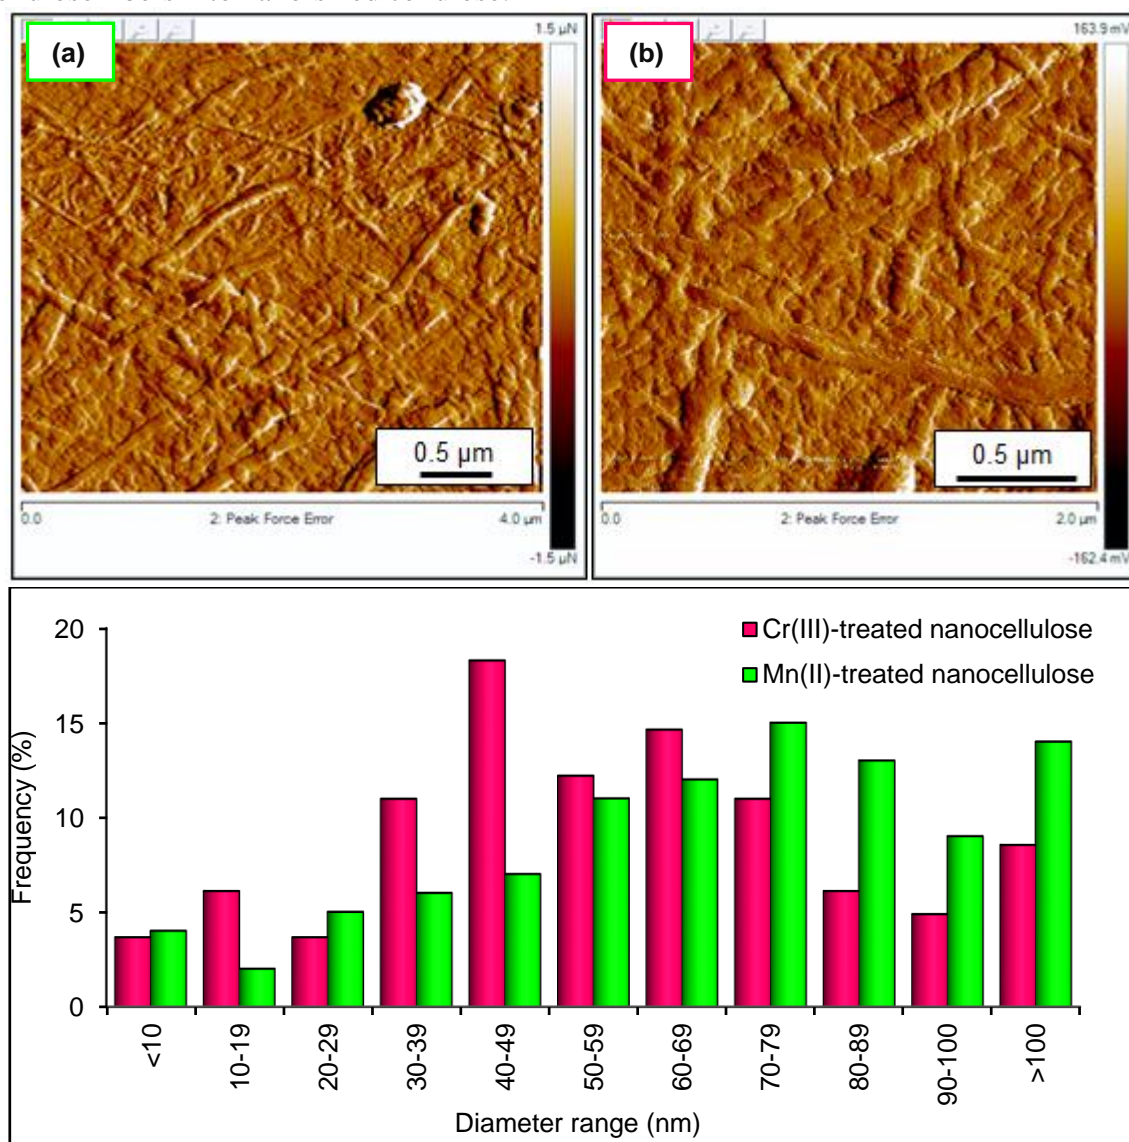 (a)
1.5 µN
0.5 µm
0.0
2: Peak Force Error
4.0 µm
-1.5 µN
(b)
163.9 mV
0.5 µm
0.0
2: Peak Force Error
2.0 µm
-162.4 mV
20
15
10
5
0
Frequency (%)
Cr(III)-treated nanocellulose
Mn(II)-treated nanocellulose
<10
10-19
20-29
30-39
40-49
50-59
60-69
70-79
80-89
90-100
>100
Diameter range (nm)